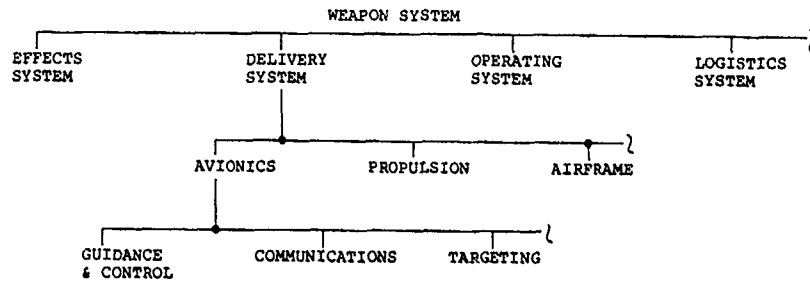 WEAPON SYSTEM
EFFECTS SYSTEM
DELIVERY SYSTEM
OPERATING SYSTEM
LOGISTICS SYSTEM
AVIONICS
PROPULSION
AIRFRAME
GUIDANCE & CONTROL
COMMUNICATIONS
TARGETING